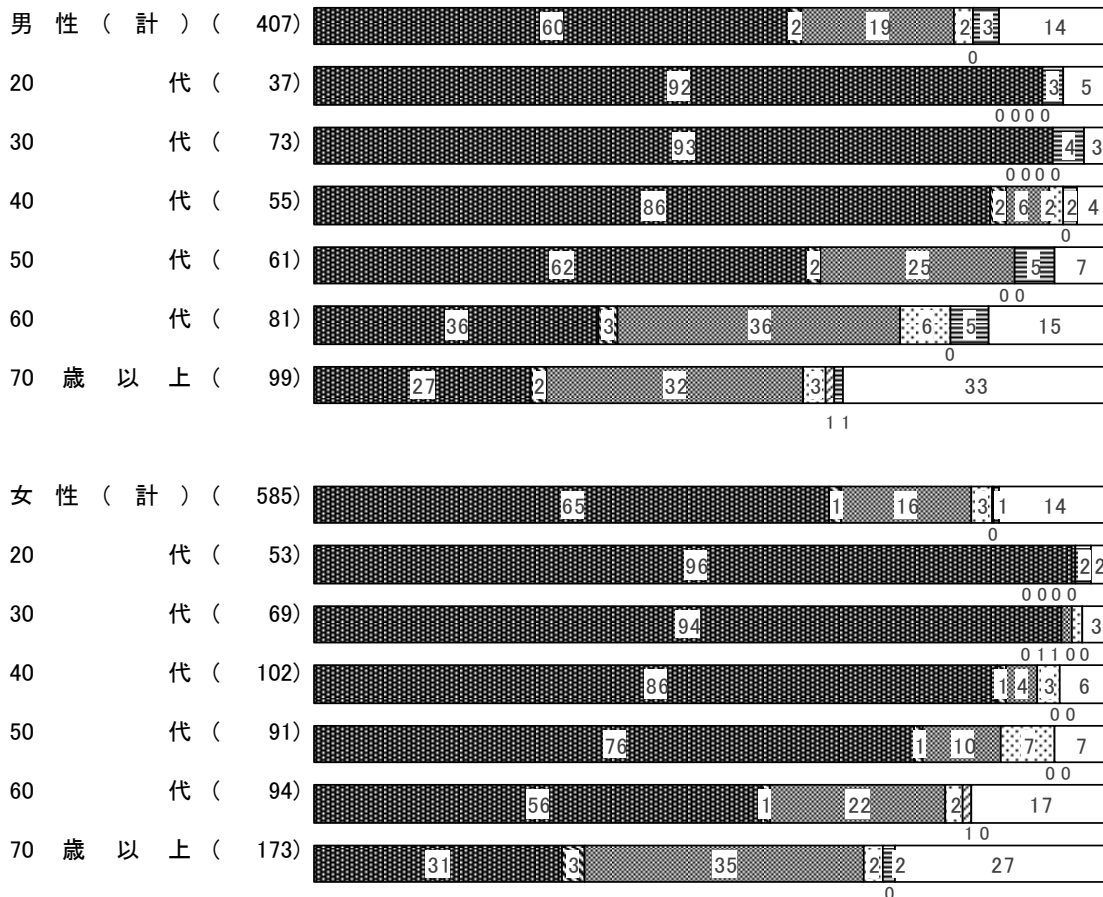 男性（計）( 407) 60 2 19 2 3 14
0
20 代( 37) 92 3 5
0 0 0 0
30 代( 73) 93 4 3
0 0 0 0
40 代( 55) 86 2 6 2 2 4
0
50 代( 61) 62 2 25 5 7
0 0
60 代( 81) 36 3 36 6 5 15
0
70 歳以上( 99) 27 2 32 3 33
1 1
女性（計）( 585) 65 1 16 3 1 14
0
20 代( 53) 96 2 2
0 0 0 0
30 代( 69) 94 3
0 1 1 0 0
40 代( 102) 86 1 4 3 6
0 0
50 代( 91) 76 1 10 7 7
0 0
60 代( 94) 56 1 22 2 17
1 0
70 歳以上( 173) 31 3 35 2 2 27
0